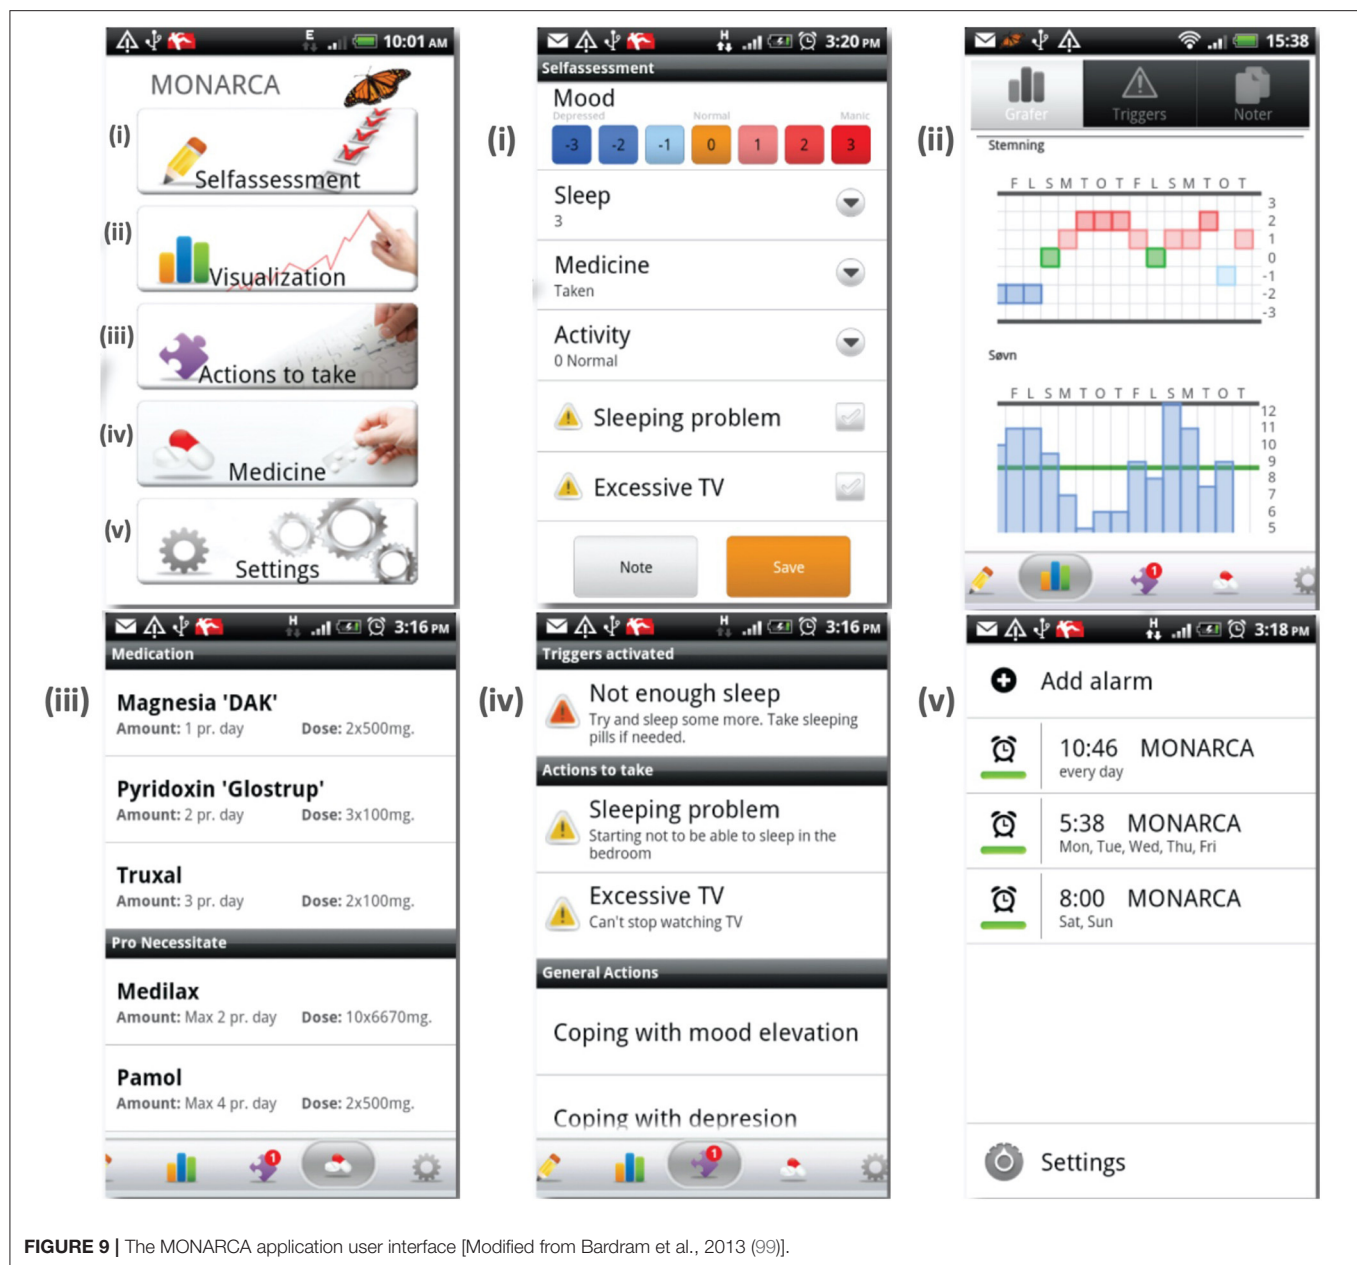 E 10:01 AM
MONARCA
(i)
Selfassessment
(ii)
Visualization
(iii)
Actions to take
(iv)
Medicine
(v)
Settings
H 3:20 PM
Selfassessment
(i)
Mood
Depressed Normal Manic
-3 -2 -1 0 1 2 3
Sleep
3
Medicine
Taken
Activity
0 Normal
Sleeping problem
Excessive TV
Note Save
15:38
(ii)
Grafer Triggers Noter
Stemning
F L S M T O T F L S M T O T
3
2
1
0
-1
-2
-3
Søvn
F L S M T O T F L S M T O T
12
11
10
9
8
7
6
5
1
H 3:16 PM
Medication
(iii)
Magnesia 'DAK'
Amount: 1 pr. day Dose: 2x500mg.
Pyridoxin 'Glostrup'
Amount: 2 pr. day Dose: 3x100mg.
Truxal
Amount: 3 pr. day Dose: 2x100mg.
Pro Necessitate
Medilax
Amount: Max 2 pr. day Dose: 10x6670mg.
Pamol
Amount: Max 4 pr. day Dose: 2x500mg.
1
H 3:16 PM
Triggers activated
(iv)
Not enough sleep
Try and sleep some more. Take sleeping
pills if needed.
Actions to take
Sleeping problem
Starting not to be able to sleep in the
bedroom
Excessive TV
Can't stop watching TV
General Actions
Coping with mood elevation
Coping with depresion
1
H 3:18 PM
(v)
Add alarm
10:46 MONARCA
every day
5:38 MONARCA
Mon, Tue, Wed, Thu, Fri
8:00 MONARCA
Sat, Sun
Settings
FIGURE 9 | The MONARCA application user interface [Modified from Bardram et al., 2013 (99)].